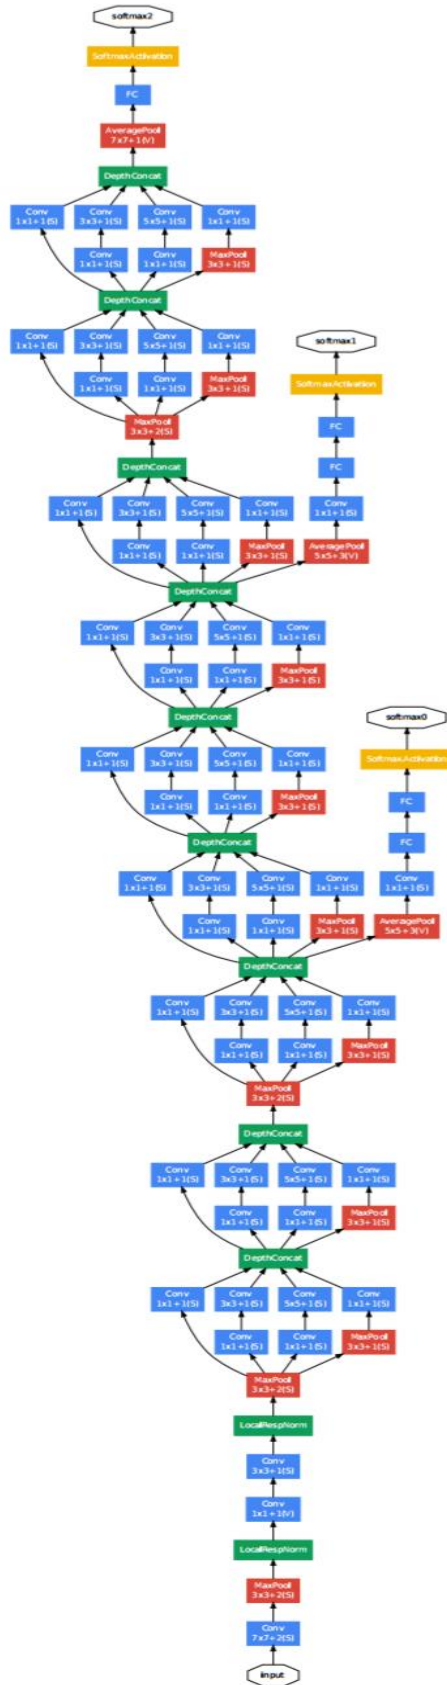 softmax2
SoftmaxActivation
FC
AveragePool
7x7+1(V)
DepthConcat
Conv Conv Conv Conv
1x1+1(S) 3x3+1(S) 5x5+1(S) 1x1+1(S)
Conv Conv MaxPool
1x1+1(S) 1x1+1(S) 3x3+1(S)
DepthConcat
Conv Conv Conv Conv
1x1+1(S) 3x3+1(S) 5x5+1(S) 1x1+1(S)
softmax1
Conv Conv MaxPool
1x1+1(S) 1x1+1(S) 3x3+1(S)
SoftmaxActivation
MaxPool
3x3+2(S)
FC
DepthConcat
FC
Conv Conv Conv Conv Conv
1x1+1(S) 3x3+1(S) 5x5+1(S) 1x1+1(S) 1x1+1(S)
Conv Conv MaxPool AveragePool
1x1+1(S) 1x1+1(S) 3x3+1(S) 5x5+3(V)
DepthConcat
Conv Conv Conv Conv
1x1+1(S) 3x3+1(S) 5x5+1(S) 1x1+1(S)
Conv Conv MaxPool
1x1+1(S) 1x1+1(S) 3x3+1(S)
DepthConcat
softmax0
Conv Conv Conv Conv
1x1+1(S) 3x3+1(S) 5x5+1(S) 1x1+1(S)
SoftmaxActivation
Conv Conv MaxPool
1x1+1(S) 1x1+1(S) 3x3+1(S)
FC
DepthConcat
FC
Conv Conv Conv Conv Conv
1x1+1(S) 3x3+1(S) 5x5+1(S) 1x1+1(S) 1x1+1(S)
Conv Conv MaxPool AveragePool
1x1+1(S) 1x1+1(S) 3x3+1(S) 5x5+3(V)
DepthConcat
Conv Conv Conv Conv
1x1+1(S) 3x3+1(S) 5x5+1(S) 1x1+1(S)
Conv Conv MaxPool
1x1+1(S) 1x1+1(S) 3x3+1(S)
MaxPool
3x3+2(S)
DepthConcat
Conv Conv Conv Conv
1x1+1(S) 3x3+1(S) 5x5+1(S) 1x1+1(S)
Conv Conv MaxPool
1x1+1(S) 1x1+1(S) 3x3+1(S)
DepthConcat
Conv Conv Conv Conv
1x1+1(S) 3x3+1(S) 5x5+1(S) 1x1+1(S)
Conv Conv MaxPool
1x1+1(S) 1x1+1(S) 3x3+1(S)
MaxPool
3x3+2(S)
LocalRespNorm
Conv
3x3+1(S)
Conv
1x1+1(V)
LocalRespNorm
MaxPool
3x3+2(S)
Conv
7x7+2(S)
input